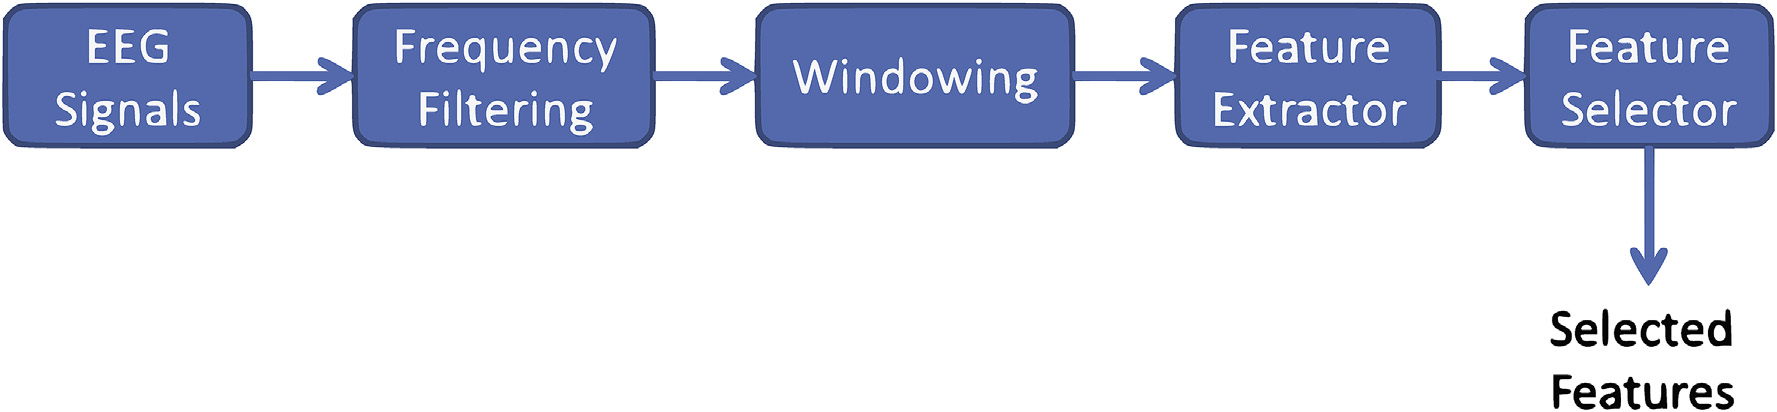 EEG
Signals
Frequency
Filtering
Windowing
Feature
Extractor
Feature
Selector
Selected
Features